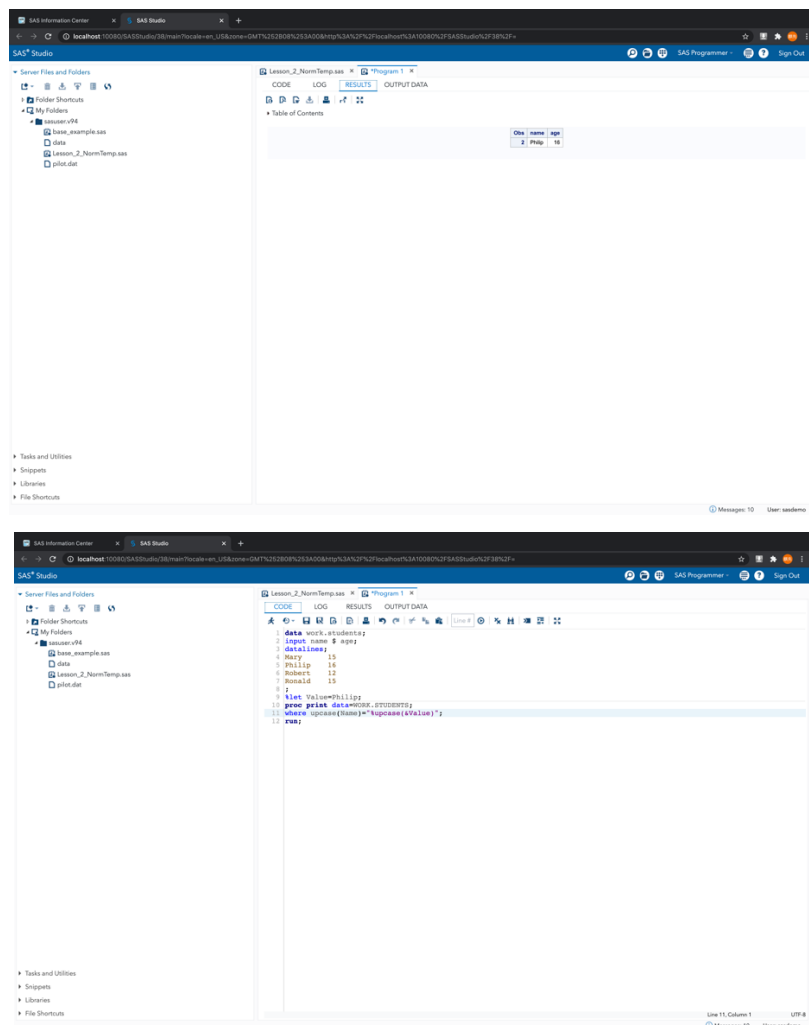 SAS Information Center
SAS Studio
localhost:10080/SASStudio/38/main?locale=en_US&zone=GMT%252B08%253A00&http%3A%2F%2Flocalhost%3A10080%2FSASStudio%2F38%2F=
SAS® Studio
SAS Programmer
Sign Out
Server Files and Folders
Folder Shortcuts
My Folders
sasuser.v94
base_example.sas
data
Lesson_2_NormTemp.sas
pilot.dat
Tasks and Utilities
Snippets
Libraries
File Shortcuts
Lesson_2_NormTemp.sas
*Program 1
CODE LOG RESULTS OUTPUT DATA
Table of Contents
Obs name age
2 Philip 16
Messages: 10 User: sasdemo
SAS Information Center
SAS Studio
localhost:10080/SASStudio/38/main?locale=en_US&zone=GMT%252B08%253A00&http%3A%2F%2Flocalhost%3A10080%2FSASStudio%2F38%2F=
SAS® Studio
SAS Programmer
Sign Out
Server Files and Folders
Folder Shortcuts
My Folders
sasuser.v94
base_example.sas
data
Lesson_2_NormTemp.sas
pilot.dat
Tasks and Utilities
Snippets
Libraries
File Shortcuts
Lesson_2_NormTemp.sas
*Program 1
CODE LOG RESULTS OUTPUT DATA
Line #
1 data work.students;
2 input name $ age;
3 datalines;
4 Mary 15
5 Philip 16
6 Robert 12
7 Ronald 15
8 ;
9 %let Value=Philip;
10 proc print data=WORK.STUDENTS;
11 where upcase(Name)="%upcase(&Value)";
12 run;
Line 11, Column 1 UTF-8